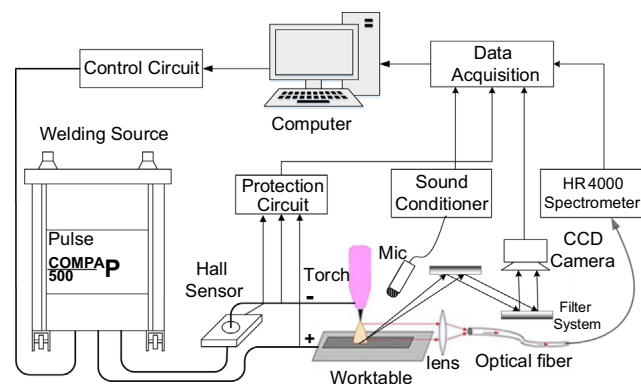 Control Circuit
Computer
Data
Acquisition
Welding Source
Protection
Circuit
Sound
Conditioner
HR4000
Spectrometer
Pulse
COMPA P
500
Hall
Sensor
Torch
Mic
CCD
Camera
-
+
Filter
System
lens
Optical fiber
Worktable